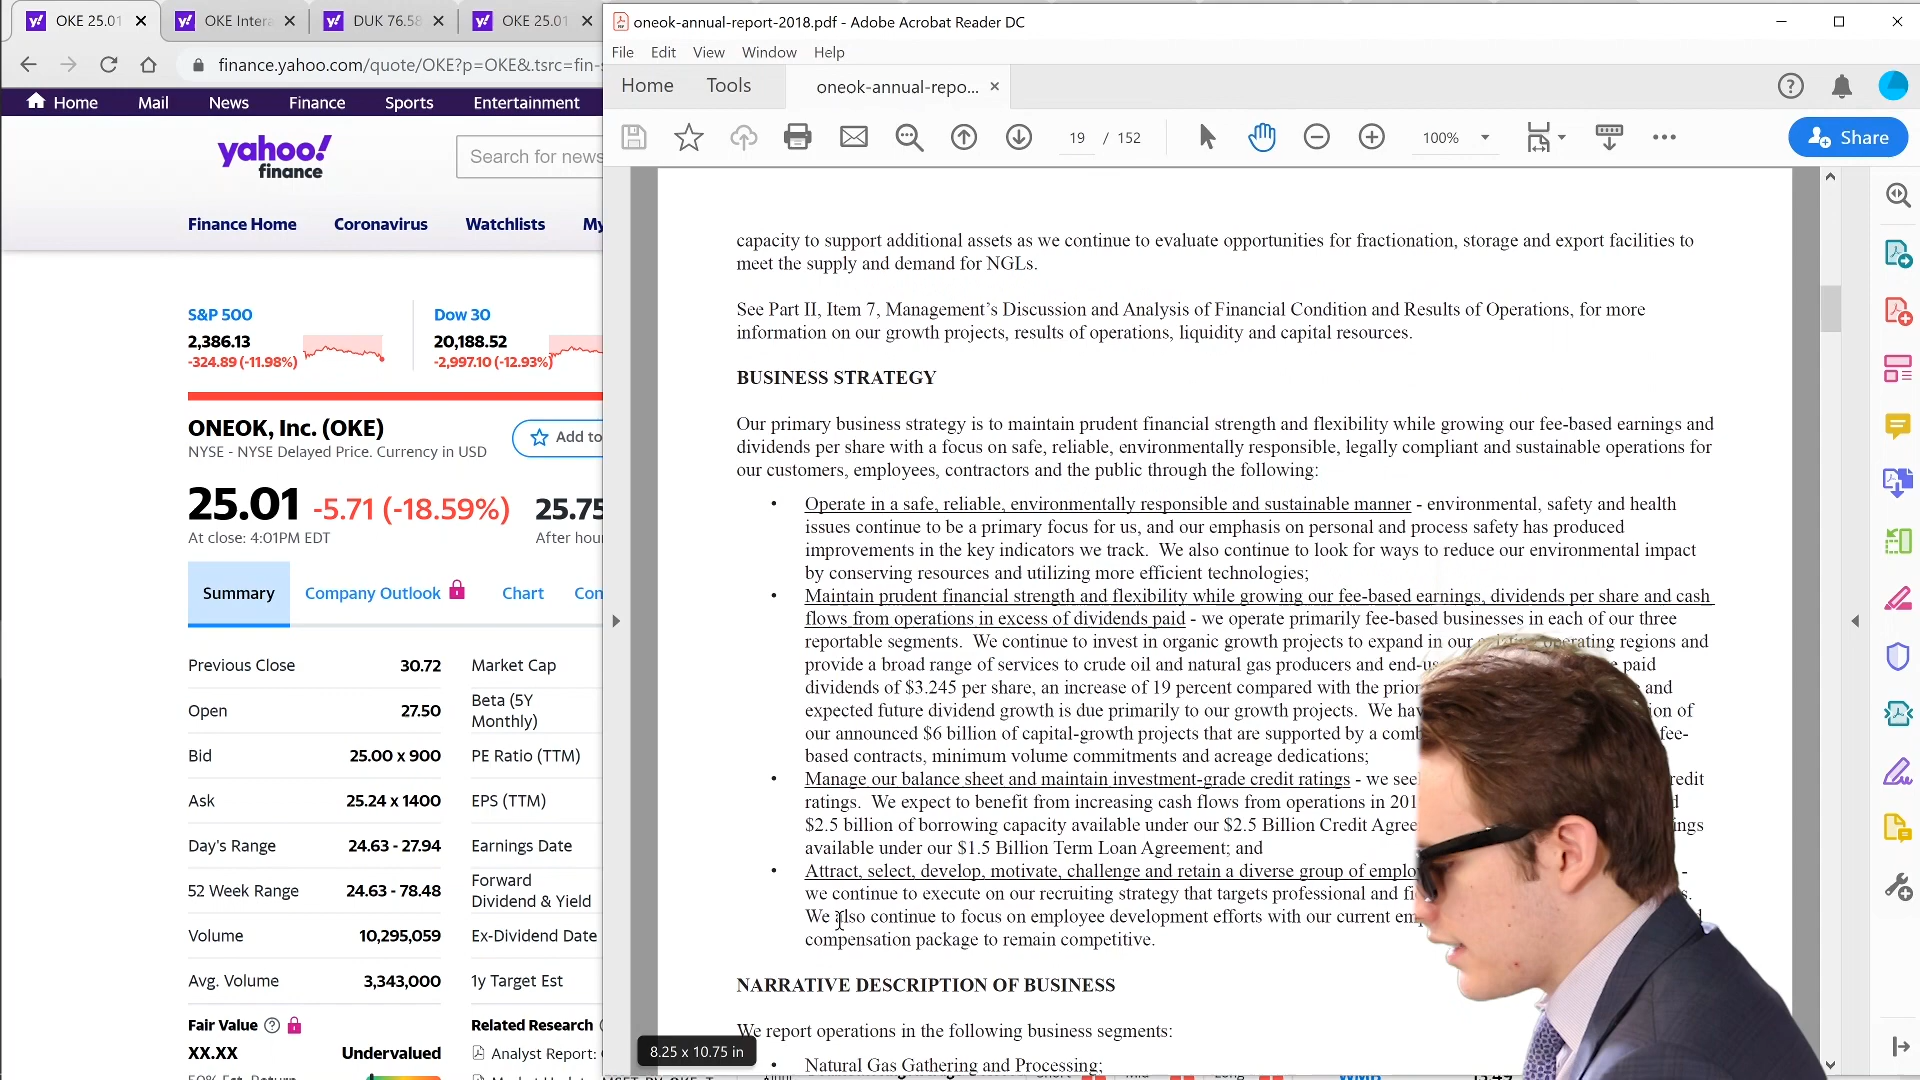 OKE 25.01
OKE Intera
DUK 76.58
OKE 25.01
finance.yahoo.com/quote/OKE?p=OKE&.tsrc=fin-s
Home Mail News Finance Sports Entertainment
yahoo!
finance
Search for news
Finance Home Coronavirus Watchlists My
S&P 500
2,386.13
-324.89 (-11.98%)
Dow 30
20,188.52
-2,997.10 (-12.93%)
ONEOK, Inc. (OKE)
NYSE - NYSE Delayed Price. Currency in USD
Add to
25.01 -5.71 (-18.59%) 25.75
At close: 4:01PM EDT After hou
Summary Company Outlook Chart Con
Previous Close 30.72
Open 27.50
Bid 25.00 x 900
Ask 25.24 x 1400
Day's Range 24.63 - 27.94
52 Week Range 24.63 - 78.48
Volume 10,295,059
Avg. Volume 3,343,000
Market Cap
Beta (5Y
Monthly)
PE Ratio (TTM)
EPS (TTM)
Earnings Date
Forward
Dividend & Yield
Ex-Dividend Date
1y Target Est
Fair Value
XX.XX Undervalued
Related Research
Analyst Report:
oneok-annual-report-2018.pdf - Adobe Acrobat Reader DC
File Edit View Window Help
Home Tools oneok-annual-repo...
19 / 152
100%
Share
capacity to support additional assets as we continue to evaluate opportunities for fractionation, storage and export facilities to
meet the supply and demand for NGLs.
See Part II, Item 7, Management's Discussion and Analysis of Financial Condition and Results of Operations, for more
information on our growth projects, results of operations, liquidity and capital resources.
BUSINESS STRATEGY
Our primary business strategy is to maintain prudent financial strength and flexibility while growing our fee-based earnings and
dividends per share with a focus on safe, reliable, environmentally responsible, legally compliant and sustainable operations for
our customers, employees, contractors and the public through the following:
• Operate in a safe, reliable, environmentally responsible and sustainable manner - environmental, safety and health
issues continue to be a primary focus for us, and our emphasis on personal and process safety has produced
improvements in the key indicators we track. We also continue to look for ways to reduce our environmental impact
by conserving resources and utilizing more efficient technologies;
• Maintain prudent financial strength and flexibility while growing our fee-based earnings, dividends per share and cash
flows from operations in excess of dividends paid - we operate primarily fee-based businesses in each of our three
reportable segments. We continue to invest in organic growth projects to expand in our existing operating regions and
provide a broad range of services to crude oil and natural gas producers and end-us paid
dividends of $3.245 per share, an increase of 19 percent compared with the prior and
expected future dividend growth is due primarily to our growth projects. We hav ion of
our announced $6 billion of capital-growth projects that are supported by a comb fee-
based contracts, minimum volume commitments and acreage dedications;
• Manage our balance sheet and maintain investment-grade credit ratings - we see redit
ratings. We expect to benefit from increasing cash flows from operations in 201
$2.5 billion of borrowing capacity available under our $2.5 Billion Credit Agree ings
available under our $1.5 Billion Term Loan Agreement; and
• Attract, select, develop, motivate, challenge and retain a diverse group of emplo -
we continue to execute on our recruiting strategy that targets professional and fi s.
We also continue to focus on employee development efforts with our current em
compensation package to remain competitive.
NARRATIVE DESCRIPTION OF BUSINESS
We report operations in the following business segments:
• Natural Gas Gathering and Processing;
8.25 x 10.75 in